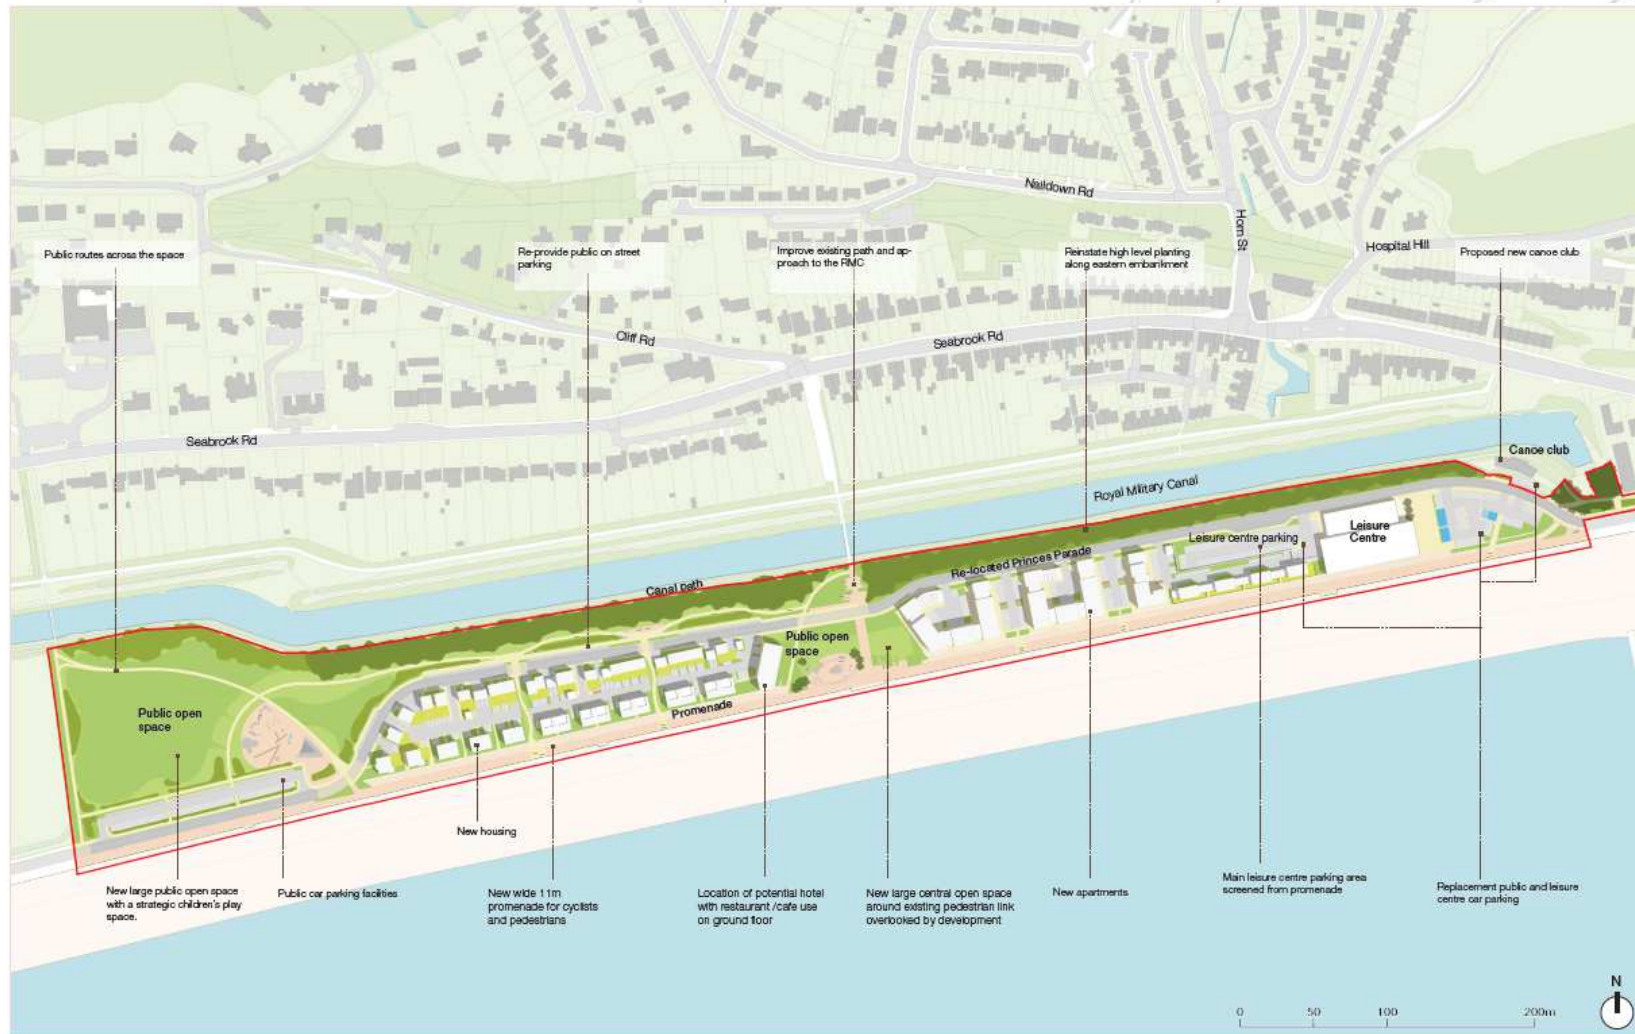 Naildown Rd
Horn St
Hospital Hill
Public routes across the space
Re-provide public on street
parking
Improve existing path and ap-
proach to the RMC
Reinstate high level planting
along eastern embankment
Proposed new canoe club
Cliff Rd
Seabrook Rd
Seabrook Rd
Canoe club
Royal Military Canal
Leisure
Centre
Leisure centre parking
Re-located Princes Parade
Canal path
Public open
space
Public open
space
Promenade
New housing
New large public open space
with a strategic children's play
space.
Public car parking facilities
New wide 11m
promenade for cyclists
and pedestrians
Location of potential hotel
with restaurant /cafe use
on ground floor
New large central open space
around existing pedestrian link
overlooked by development
New apartments
Main leisure centre parking area
screened from promenade
Replacement public and leisure
centre car parking
N
0 50 100 200m